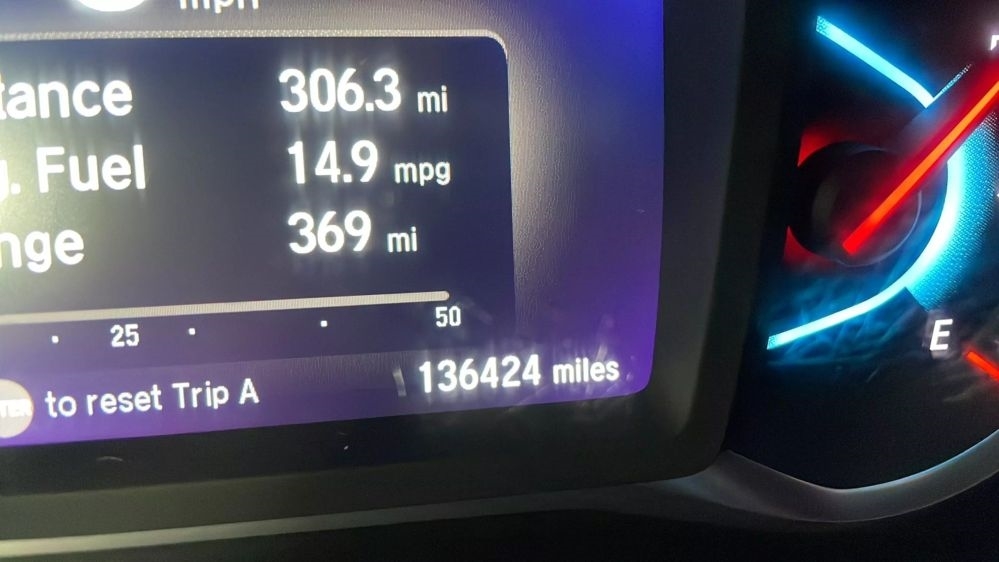 mph
tance 306.3 mi
g. Fuel 14.9 mpg
nge 369 mi
25 50
TER to reset Trip A
136424 miles
E